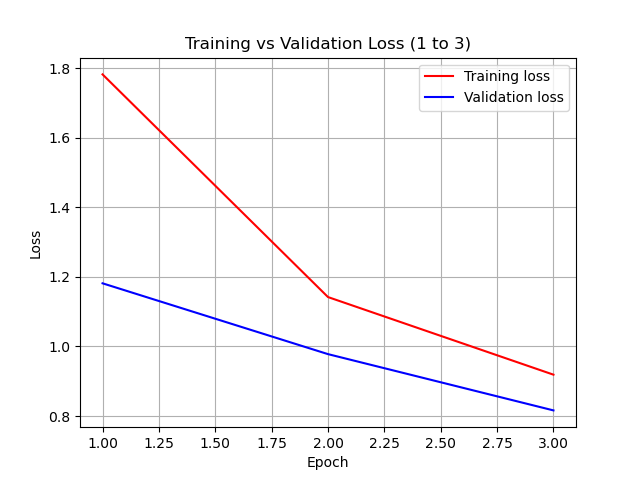 Training vs Validation Loss (1 to 3)
Training loss
Validation loss
1.8
1.6
1.4
1.2
1.0
0.8
Loss
1.00 1.25 1.50 1.75 2.00 2.25 2.50 2.75 3.00
Epoch